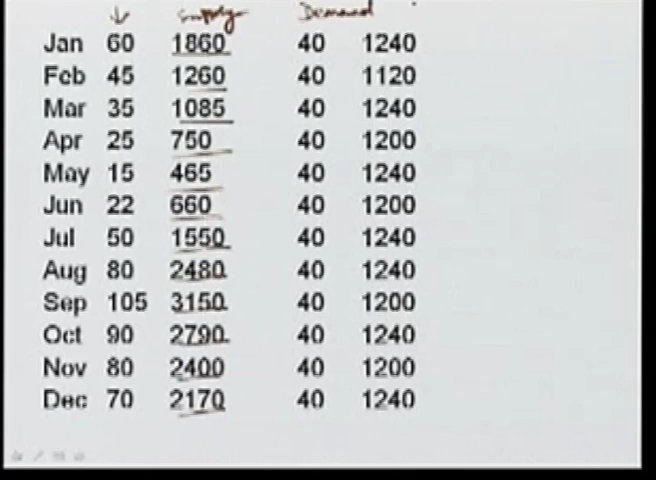 supply Demand
Jan 60 1860 40 1240
Feb 45 1260 40 1120
Mar 35 1085 40 1240
Apr 25 750 40 1200
May 15 465 40 1240
Jun 22 660 40 1200
Jul 50 1550 40 1240
Aug 80 2480 40 1240
Sep 105 3150 40 1200
Oct 90 2790 40 1240
Nov 80 2400 40 1200
Dec 70 2170 40 1240